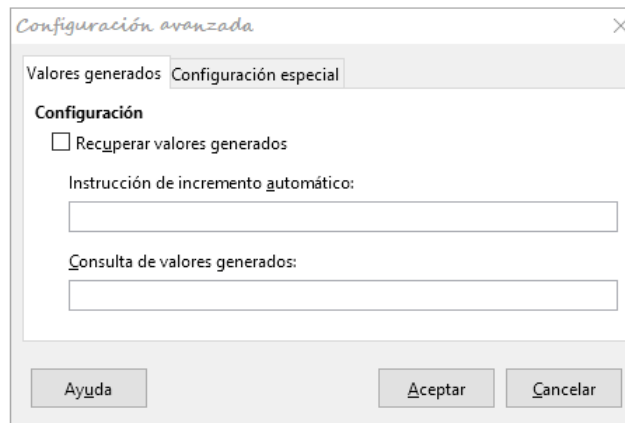 Configuración avanzada
Valores generados Configuración especial
Configuración
Recuperar valores generados
Instrucción de incremento automático:
Consulta de valores generados:
Ayuda Aceptar Cancelar